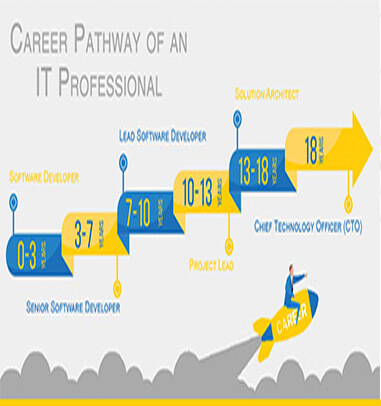 CAREER PATHWAY OF AN
IT PROFESSIONAL
SOLUTION ARCHITECT
LEAD SOFTWARE DEVELOPER
18 YEARS
SOFTWARE DEVELOPER
13-18 YEARS
10-13 YEARS
7-10 YEARS
3-7 YEARS
0-3 YEARS
CHIEF TECHNOLOGY OFFICER (CTO)
PROJECT LEAD
SENIOR SOFTWARE DEVELOPER
CAREER